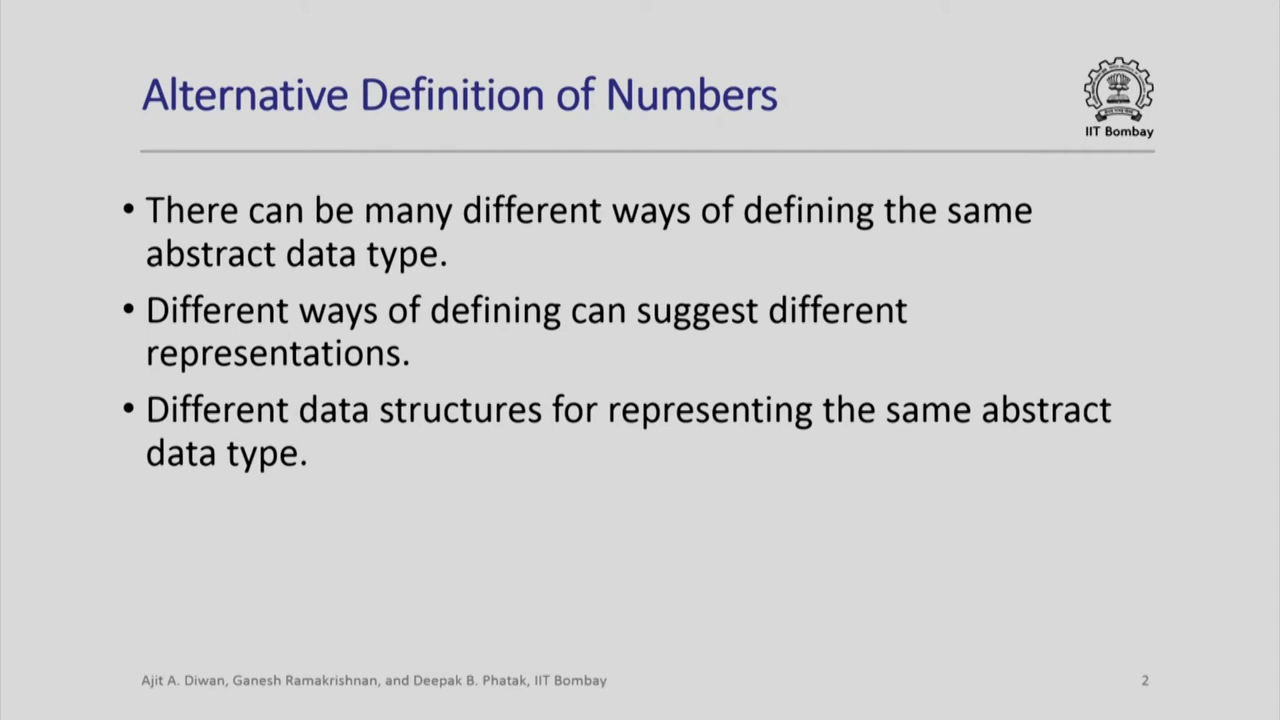 Alternative Definition of Numbers
IIT Bombay
• There can be many different ways of defining the same
abstract data type.
• Different ways of defining can suggest different
representations.
• Different data structures for representing the same abstract
data type.
Ajit A. Diwan, Ganesh Ramakrishnan, and Deepak B. Phatak, IIT Bombay
2